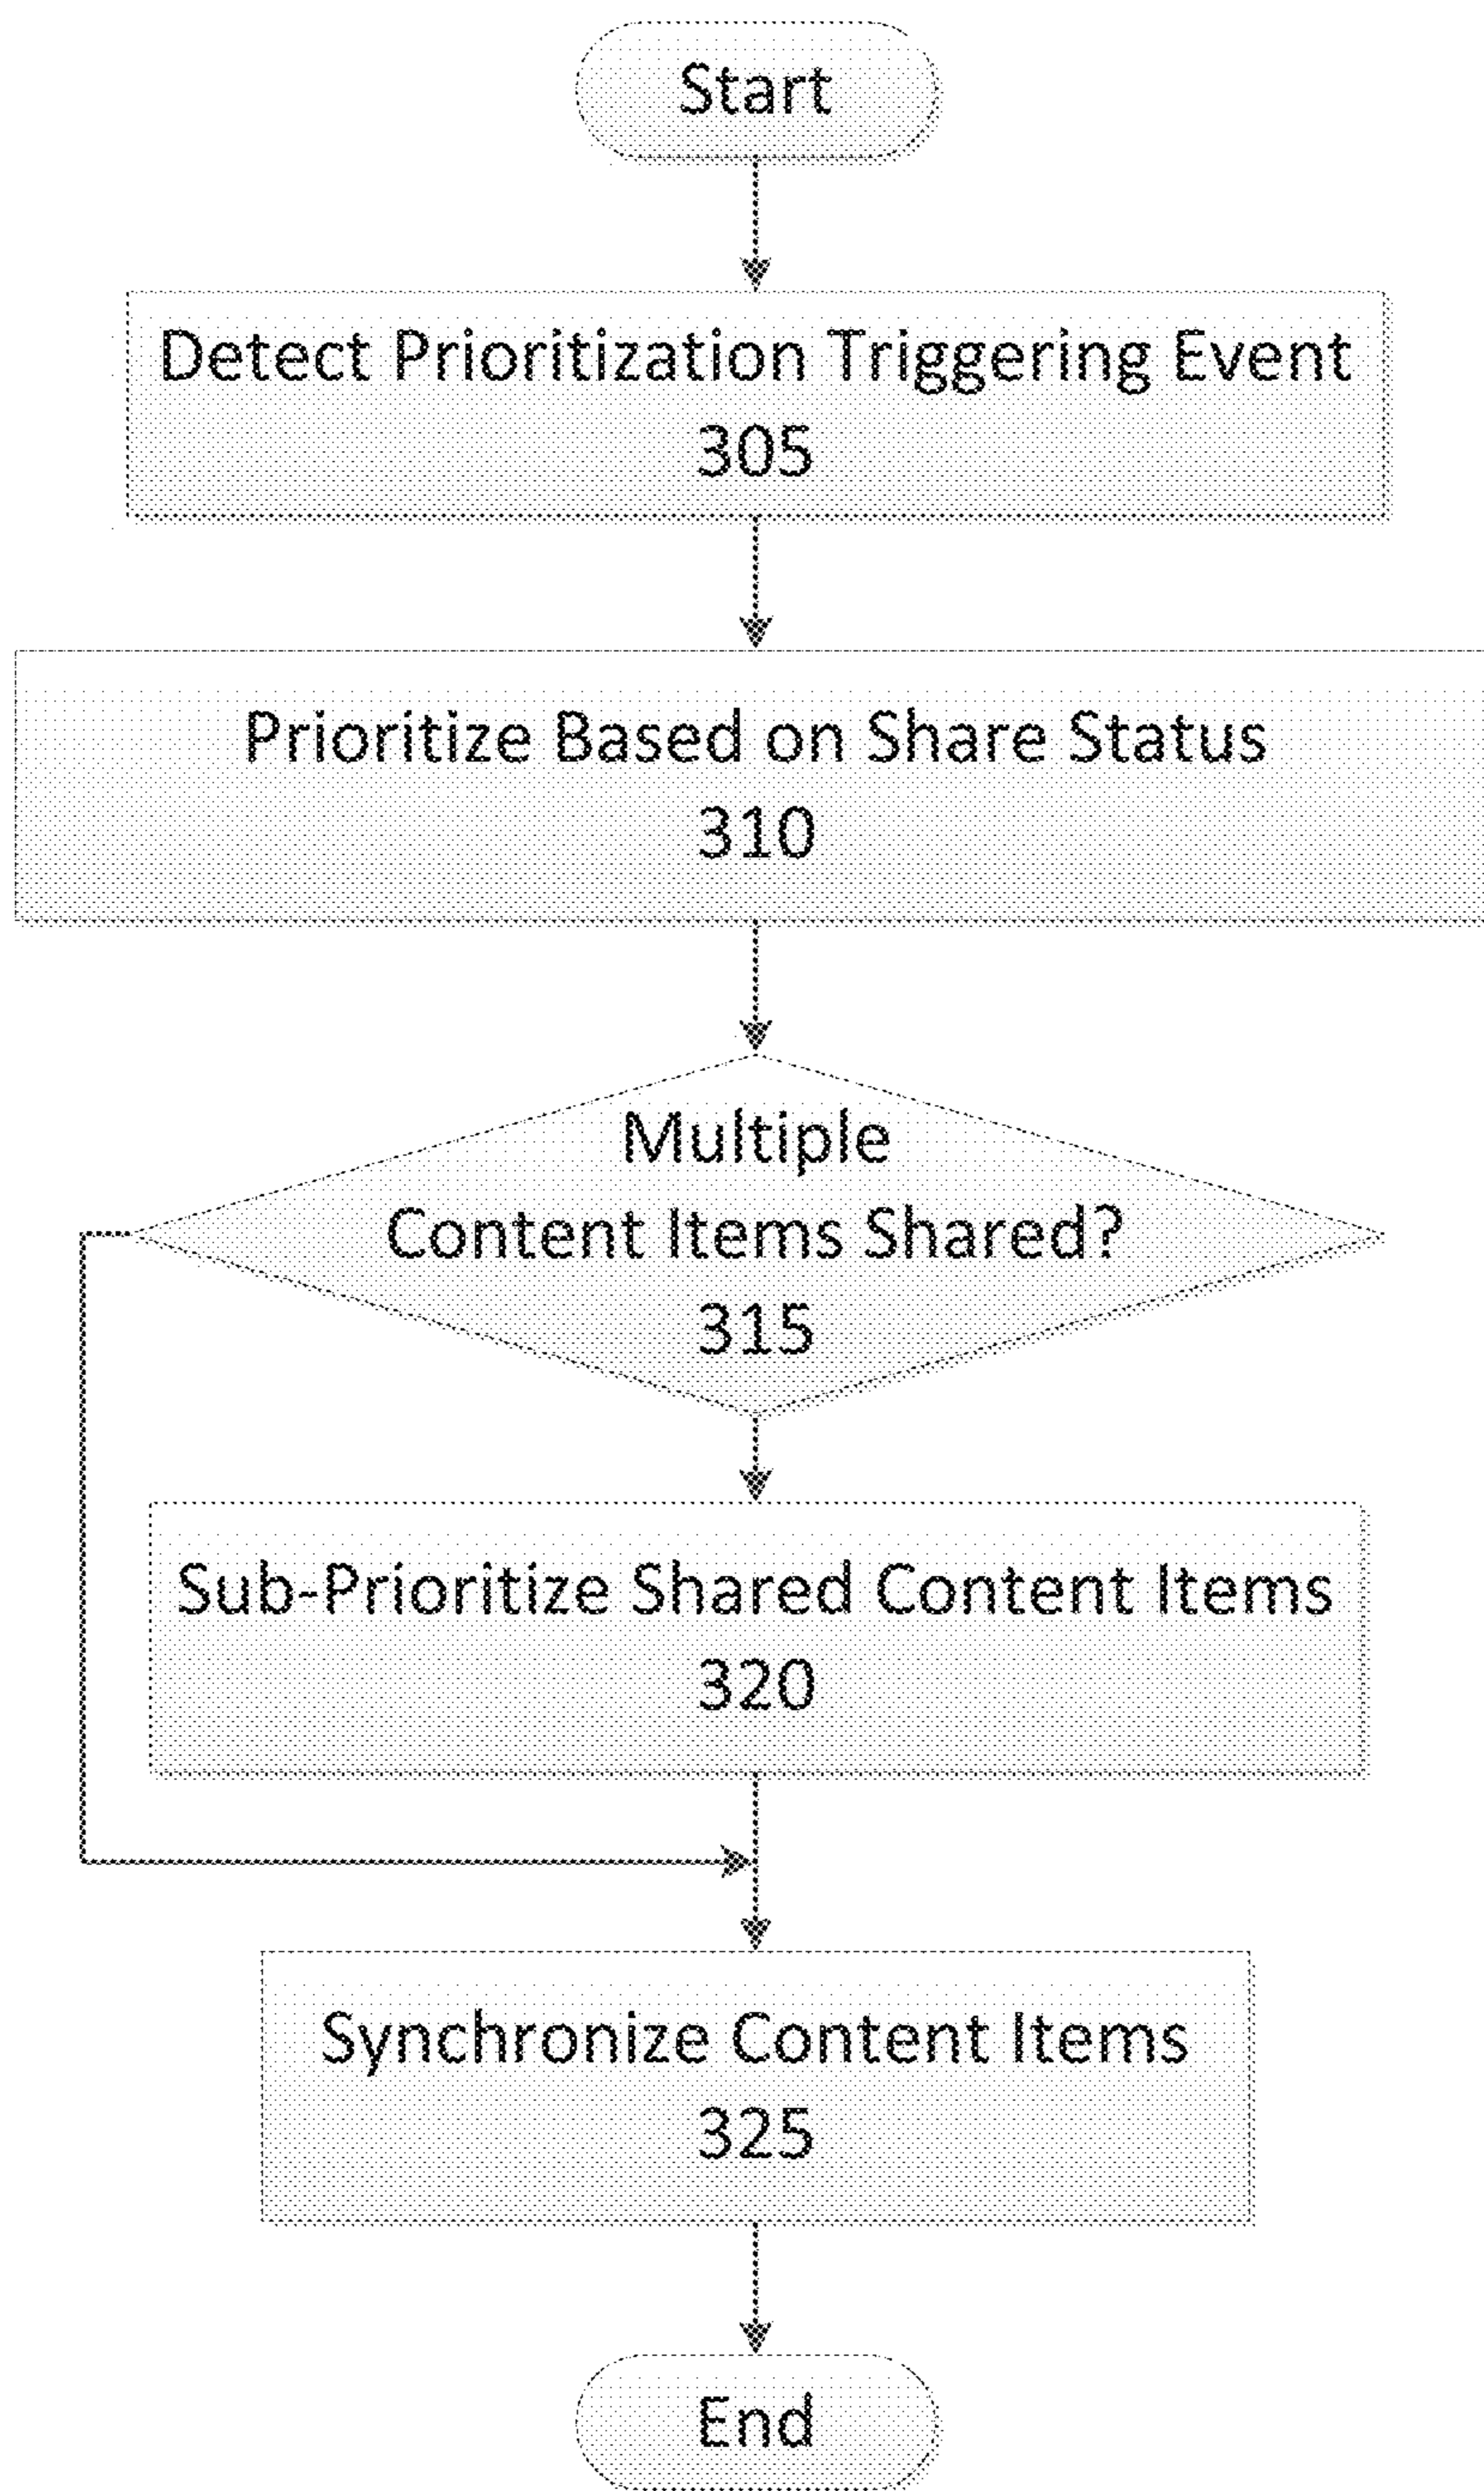 Start
Detect Prioritization Triggering Event
305
Prioritize Based on Share Status
310
Multiple
Content Items Shared?
315
Sub-Prioritize Shared Content Items
320
Synchronize Content Items
325
End